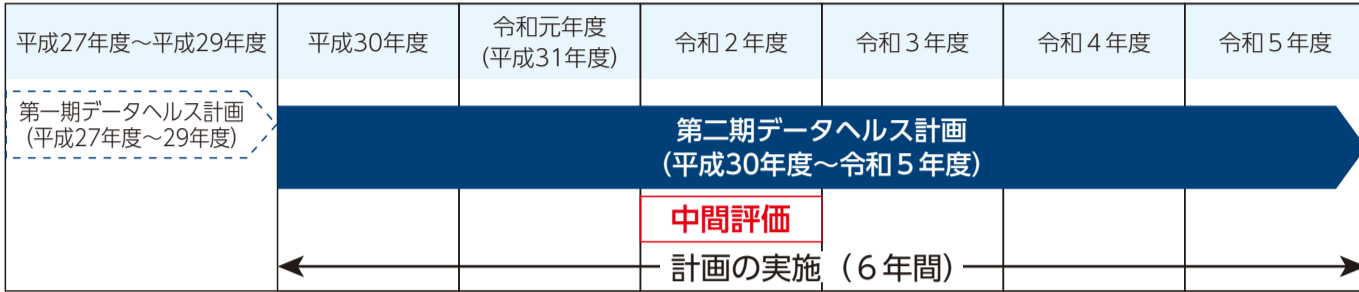 平成27年度～平成29年度
平成30年度
令和元年度
(平成31年度)
令和２年度
令和３年度
令和４年度
令和５年度
第一期データヘルス計画
(平成27年度～29年度)
第二期データヘルス計画
(平成30年度～令和５年度)
中間評価
計画の実施（６年間）